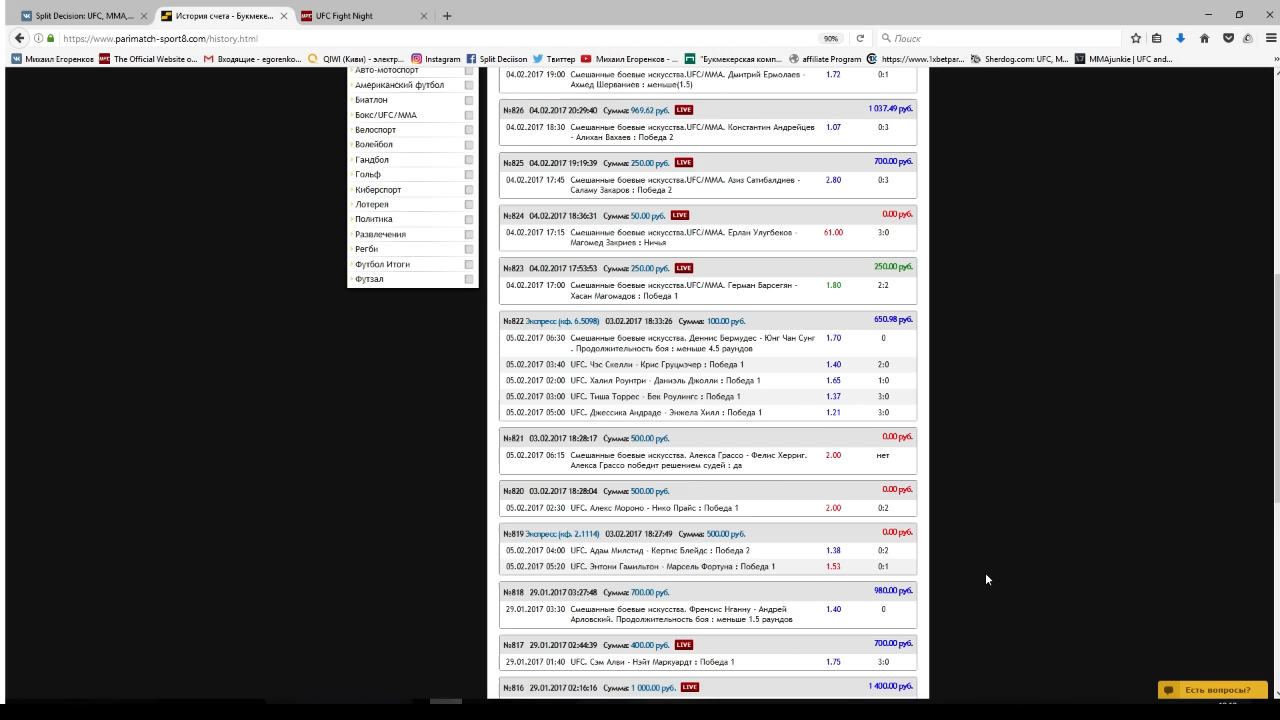 Split Decision: UFC, MMA,...
История счета - Букмеке...
UFC Fight Night
https://www.parimatch-sport8.com/history.html
90%
Поиск
Михаил Егоренков
The Official Website o...
Входящие - egorenko...
QIWI (Киви) - электр...
Instagram
Split Deciison
Твиттер
Михаил Егоренков -...
"Букмекерская комп...
affiliate Program
https://www.1xbetpar...
Sherdog.com: UFC, M...
MMAjunkie | UFC and...
Авто-мотоспорт
Американский футбол
Биатлон
Бокс/UFC/MMA
Велоспорт
Волейбол
Гандбол
Гольф
Киберспорт
Лотерея
Политика
Развлечения
Регби
Футбол Итоги
Футзал
04.02.2017 19:00 Смешанные боевые искусства.UFC/MMA. Дмитрий Ермолаев - 1.72 0:1
Ахмед Шерваниев : меньше(1.5)
№826 04.02.2017 20:29:40 Сумма: 969.62 руб. LIVE 1 037.49 руб.
04.02.2017 18:30 Смешанные боевые искусства.UFC/MMA. Константин Андрейцев 1.07 0:3
- Алихан Вахаев : Победа 2
№825 04.02.2017 19:19:39 Сумма: 250.00 руб. LIVE 700.00 руб.
04.02.2017 17:45 Смешанные боевые искусства.UFC/MMA. Азиз Сатибалдиев - 2.80 0:3
Саламу Закаров : Победа 2
№824 04.02.2017 18:36:31 Сумма: 50.00 руб. LIVE 0.00 руб.
04.02.2017 17:15 Смешанные боевые искусства.UFC/MMA. Ерлан Улугбеков - 61.00 3:0
Магомед Закриев : Ничья
№823 04.02.2017 17:53:53 Сумма: 250.00 руб. LIVE 250.00 руб.
04.02.2017 17:00 Смешанные боевые искусства.UFC/MMA. Герман Барсегян - 1.80 2:2
Хасан Магомадов : Победа 1
№822 Экспресс (кф. 6.5098) 03.02.2017 18:33:26 Сумма: 100.00 руб. 650.98 руб.
05.02.2017 06:30 Смешанные боевые искусства. Деннис Бермудес - Юнг Чан Сунг 1.70 0
. Продолжительность боя : меньше 4.5 раундов
05.02.2017 03:40 UFC. Чэс Скелли - Крис Груцмэчер : Победа 1 1.40 2:0
05.02.2017 02:00 UFC. Халил Роунтри - Даниэль Джолли : Победа 1 1.65 1:0
05.02.2017 03:00 UFC. Тиша Торрес - Бек Роулингс : Победа 1 1.37 3:0
05.02.2017 05:00 UFC. Джессика Андраде - Энжела Хилл : Победа 1 1.21 3:0
№821 03.02.2017 18:28:17 Сумма: 500.00 руб. 0.00 руб.
05.02.2017 06:15 Смешанные боевые искусства. Алекса Грассо - Фелис Херриг. 2.00 нет
Алекса Грассо победит решением судей : да
№820 03.02.2017 18:28:04 Сумма: 500.00 руб. 0.00 руб.
05.02.2017 02:30 UFC. Алекс Мороно - Нико Прайс : Победа 1 2.00 0:2
№819 Экспресс (кф. 2.1114) 03.02.2017 18:27:49 Сумма: 500.00 руб. 0.00 руб.
05.02.2017 04:00 UFC. Адам Милстид - Кертис Блейдс : Победа 2 1.38 0:2
05.02.2017 05:20 UFC. Энтони Гамильтон - Марсель Фортуна : Победа 1 1.53 0:1
№818 29.01.2017 03:27:48 Сумма: 700.00 руб. 980.00 руб.
29.01.2017 03:30 Смешанные боевые искусства. Френсис Нганну - Андрей 1.40 0
Арловский. Продолжительность боя : меньше 1.5 раундов
№817 29.01.2017 02:44:39 Сумма: 400.00 руб. LIVE 700.00 руб.
29.01.2017 01:40 UFC. Сэм Алви - Нэйт Маркуардт : Победа 1 1.75 3:0
№816 29.01.2017 02:16:16 Сумма: 1 000.00 руб. LIVE 1 400.00 руб.
Есть вопросы?